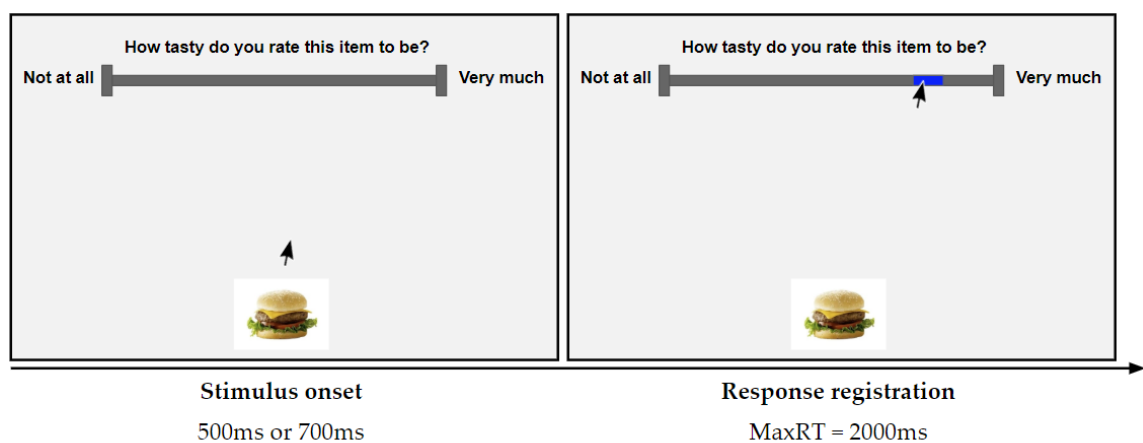 How tasty do you rate this item to be?
Not at all
Very much
How tasty do you rate this item to be?
Not at all
Very much
Stimulus onset
500ms or 700ms
Response registration
MaxRT = 2000ms